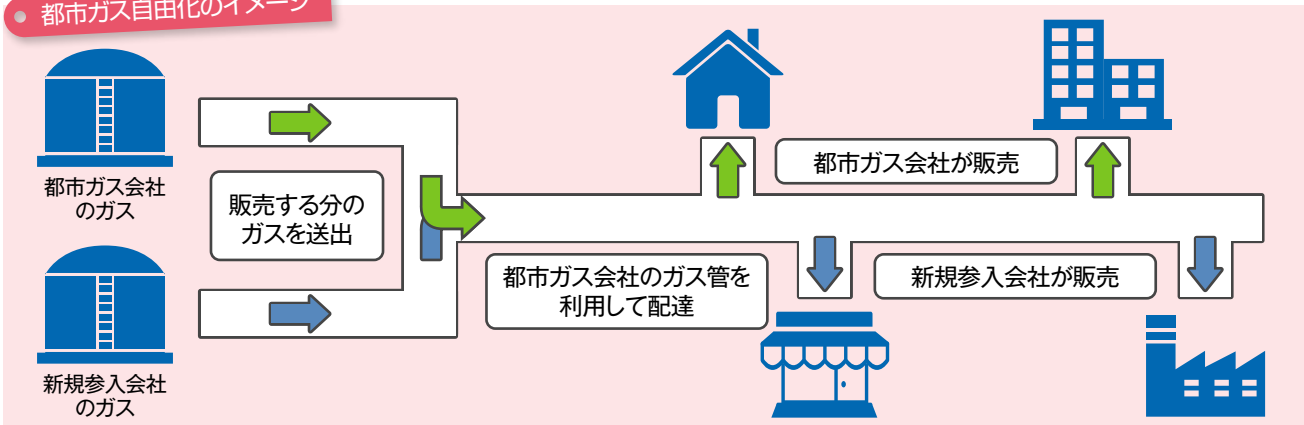 都市ガス自由化のイメージ
都市ガス会社
のガス
販売する分の
ガスを送出
新規参入会社
のガス
都市ガス会社のガス管を
利用して配達
都市ガス会社が販売
新規参入会社が販売